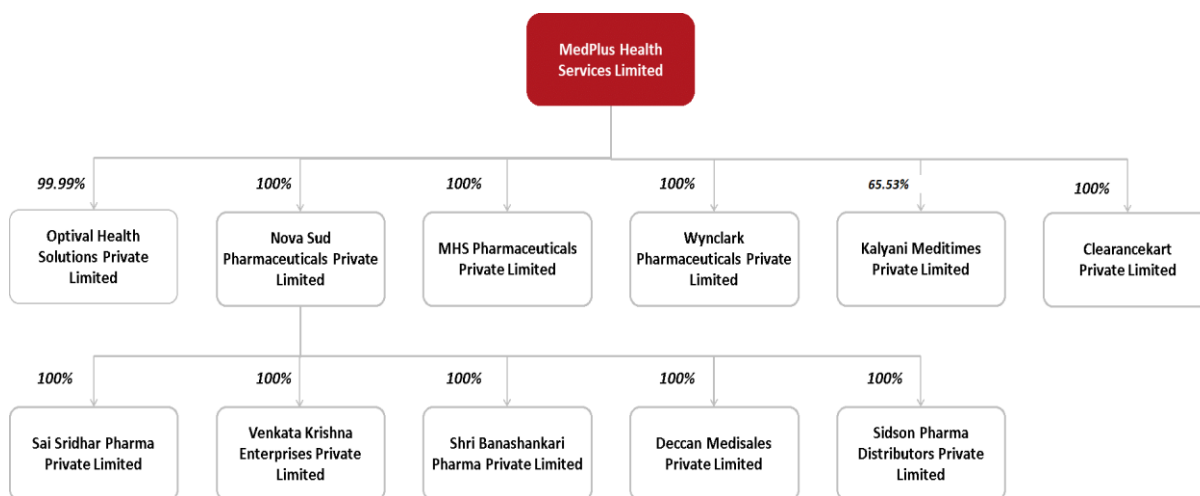 MedPlus Health
Services Limited
99.99%
100%
100%
100%
65.53%
100%
Optival Health
Solutions Private
Limited
Nova Sud
Pharmaceuticals Private
Limited
MHS Pharmaceuticals
Private Limited
Wynclark
Pharmaceuticals Private
Limited
Kalyani Meditimes
Private Limited
Clearancekart
Private Limited
100%
100%
100%
100%
100%
Sai Sridhar Pharma
Private Limited
Venkata Krishna
Enterprises Private
Limited
Shri Banashankari
Pharma Private Limited
Deccan Medisales
Private Limited
Sidson Pharma
Distributors Private
Limited